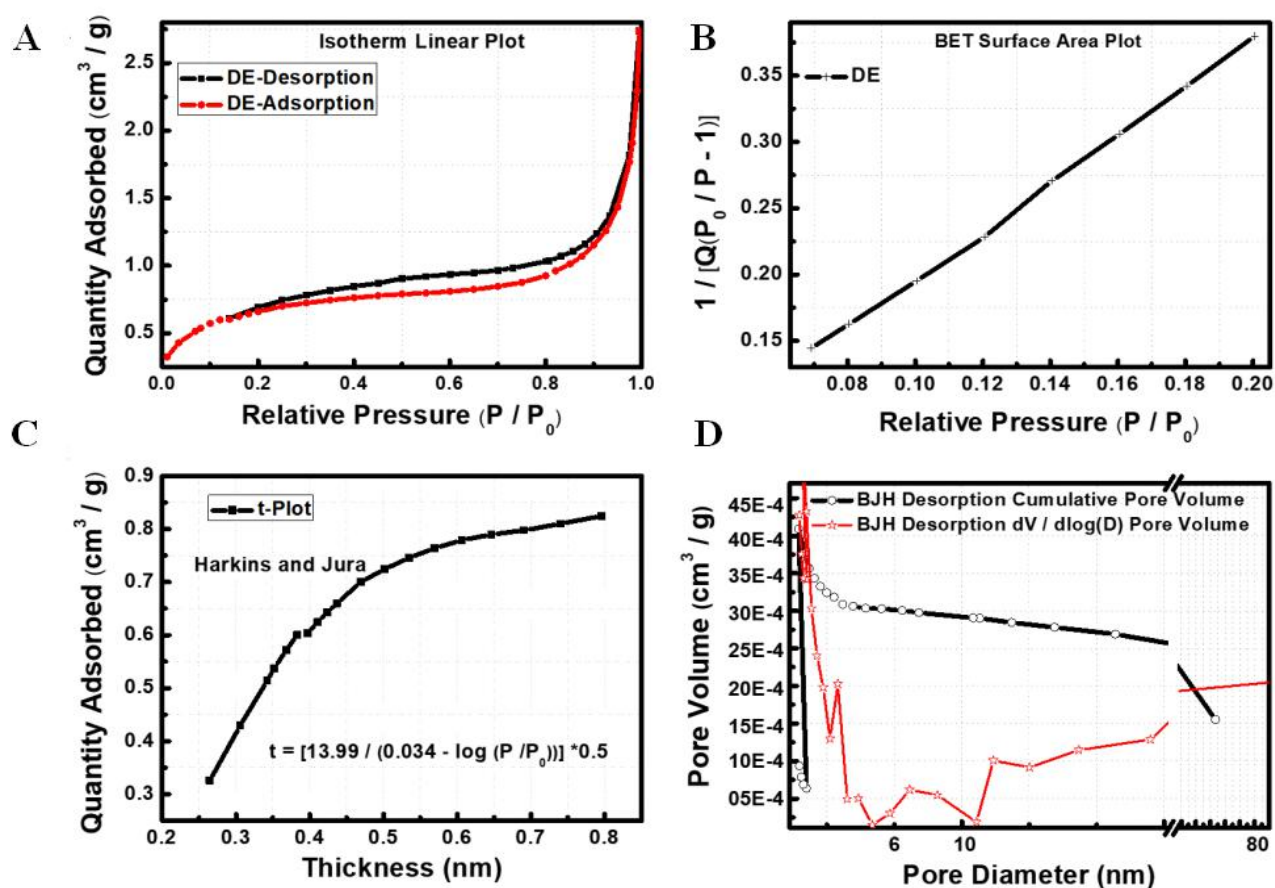 A
Isotherm Linear Plot
DE-Desorption
DE-Adsorption
Quantity Adsorbed (cm³ / g)
2.5
2.0
1.5
1.0
0.5
0.0 0.2 0.4 0.6 0.8 1.0
Relative Pressure (P / P₀)
B
BET Surface Area Plot
DE
1 / [Q(P₀ / P - 1)]
0.35
0.30
0.25
0.20
0.15
0.08 0.10 0.12 0.14 0.16 0.18 0.20
Relative Pressure (P / P₀)
C
t-Plot
Harkins and Jura
t = [13.99 / (0.034 - log (P /P₀))] *0.5
Quantity Adsorbed (cm³ / g)
0.9
0.8
0.7
0.6
0.5
0.4
0.3
0.2 0.3 0.4 0.5 0.6 0.7 0.8 0.9
Thickness (nm)
D
BJH Desorption Cumulative Pore Volume
BJH Desorption dV / dlog(D) Pore Volume
Pore Volume (cm³ / g)
45E-4
40E-4
35E-4
30E-4
25E-4
20E-4
15E-4
10E-4
05E-4
6 10 80
Pore Diameter (nm)